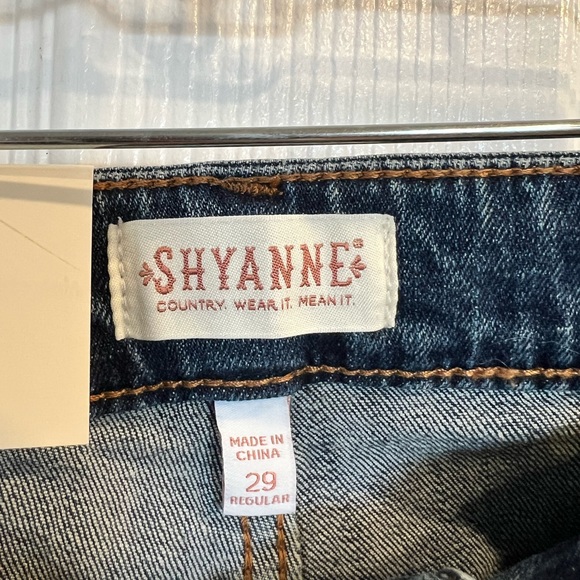 SHYANNE®
COUNTRY. WEAR IT. MEAN IT.
MADE IN
CHINA
29
REGULAR